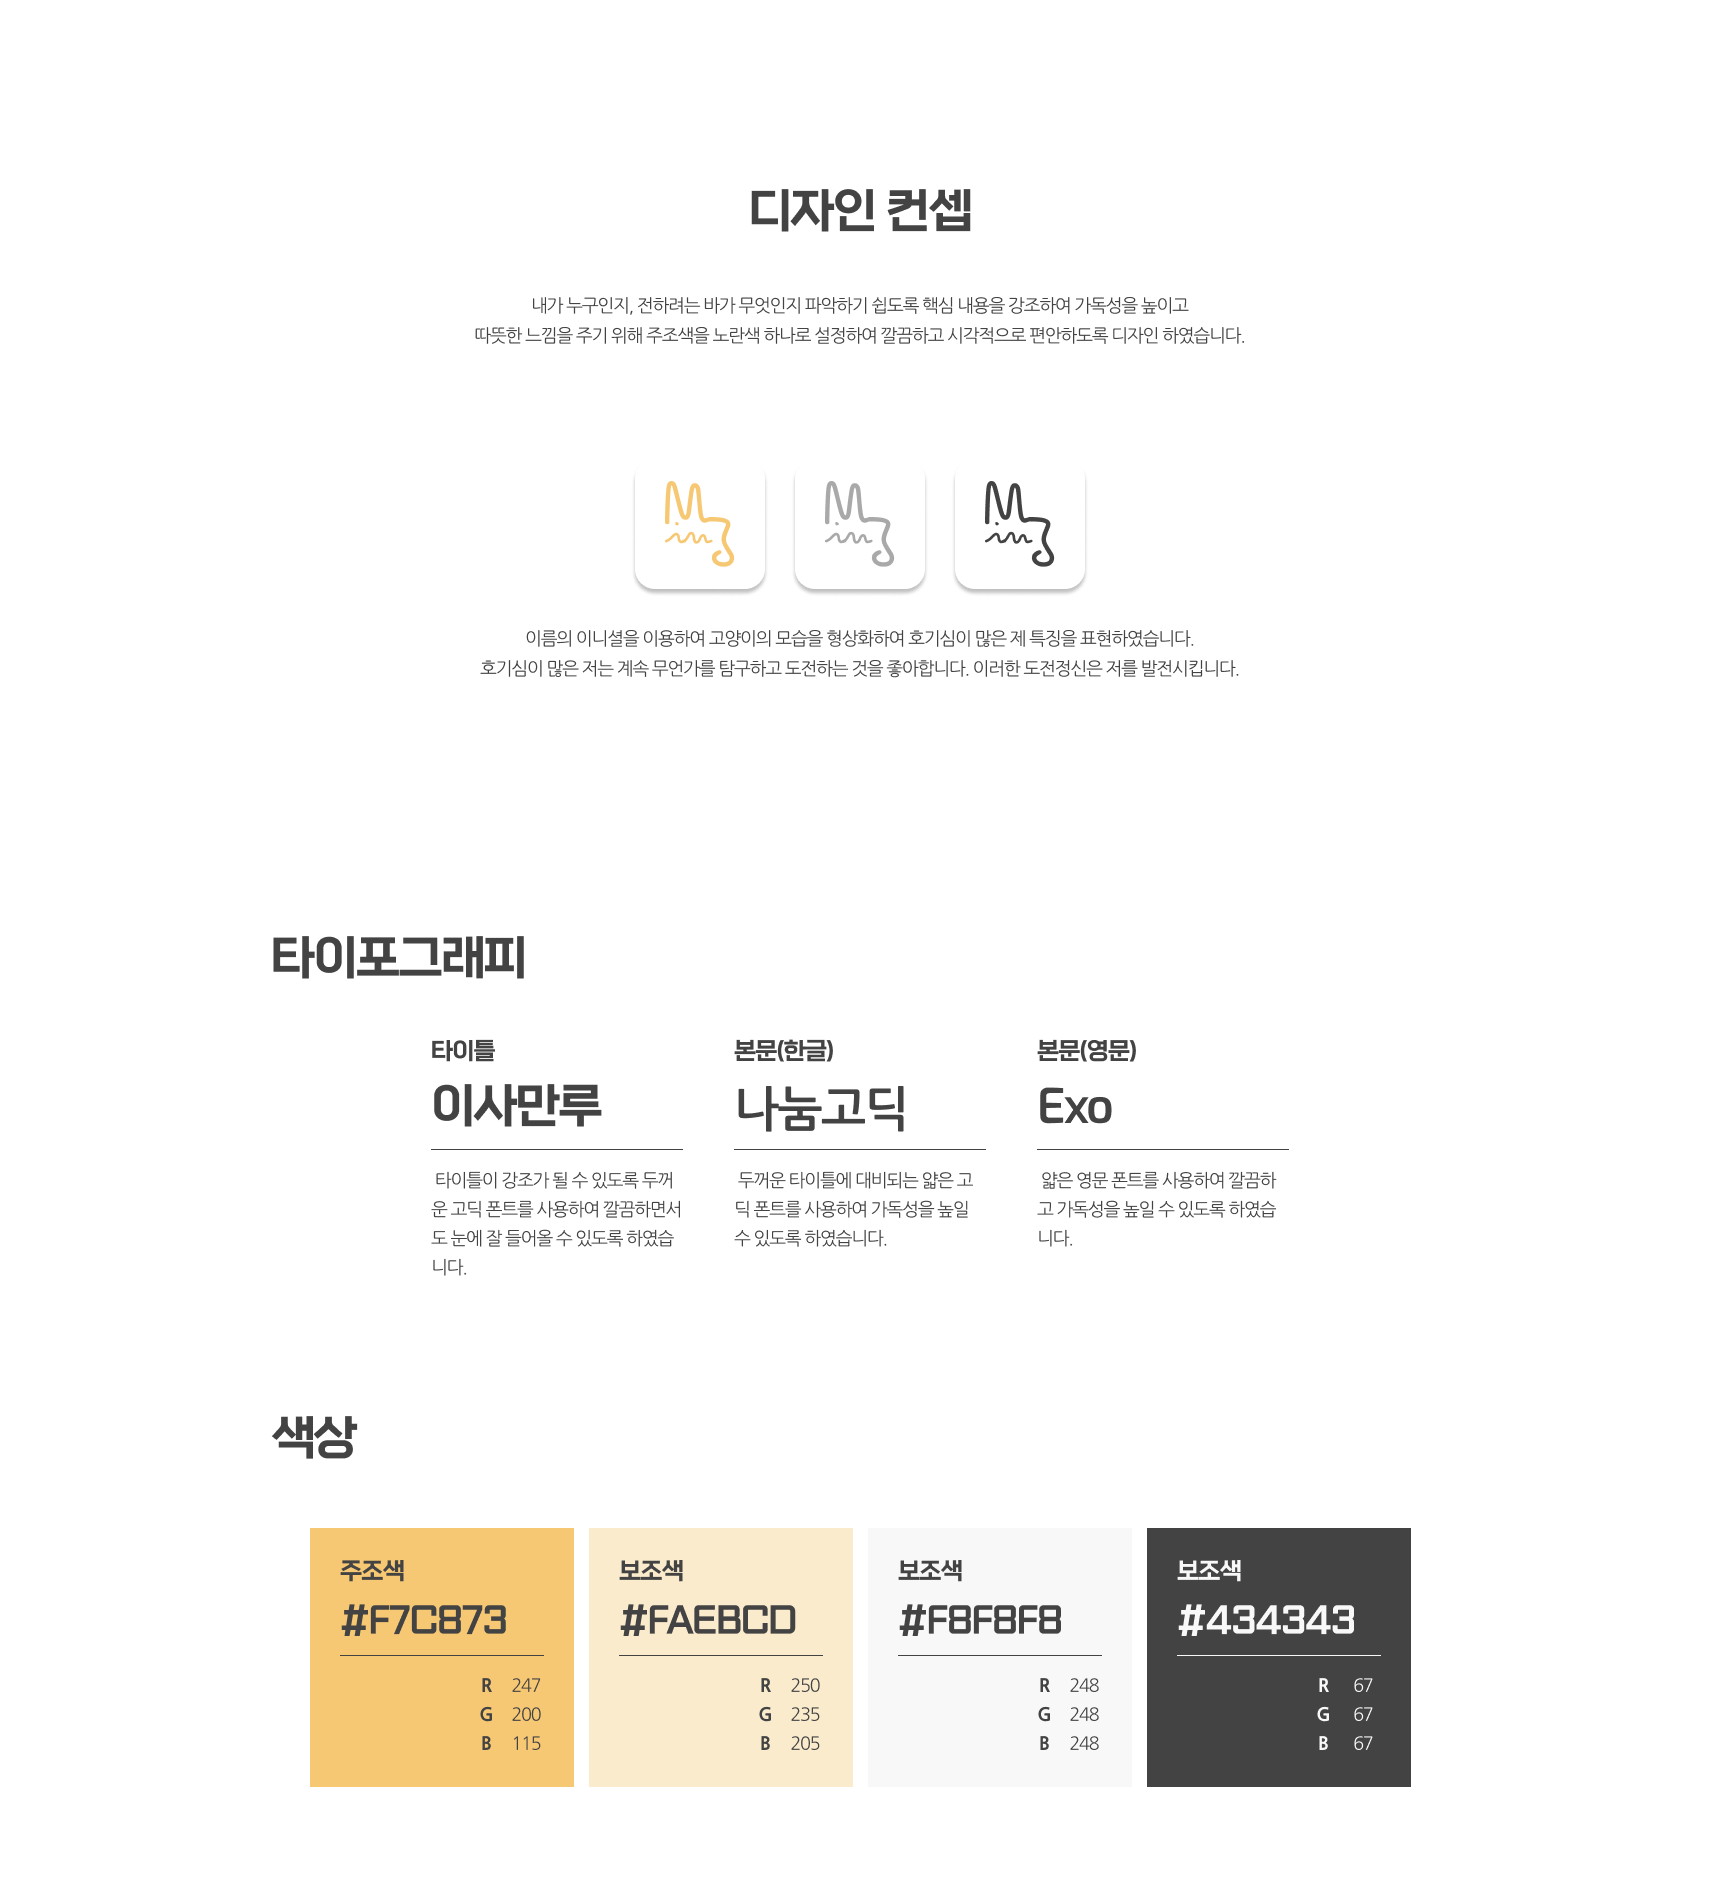 디자인 컨셉
내가 누구인지, 전하려는 바가 무엇인지 파악하기 쉽도록 핵심 내용을 강조하여 가독성을 높이고
따뜻한 느낌을 주기 위해 주조색을 노란색 하나로 설정하여 깔끔하고 시각적으로 편안하도록 디자인 하였습니다.
이름의 이니셜을 이용하여 고양이의 모습을 형상화하여 호기심이 많은 제 특징을 표현하였습니다.
호기심이 많은 저는 계속 무언가를 탐구하고 도전하는 것을 좋아합니다. 이러한 도전정신은 저를 발전시킵니다.
타이포그래피
타이틀
이사만루
타이틀이 강조가 될 수 있도록 두꺼
운 고딕 폰트를 사용하여 깔끔하면서
도 눈에 잘 들어올 수 있도록 하였습
니다.
본문(한글)
나눔고딕
두꺼운 타이틀에 대비되는 얇은 고
딕 폰트를 사용하여 가독성을 높일
수 있도록 하였습니다.
본문(영문)
Exo
얇은 영문 폰트를 사용하여 깔끔하
고 가독성을 높일 수 있도록 하였습
니다.
색상
주조색
#F7C873
R 247
G 200
B 115
보조색
#FAEBCD
R 250
G 235
B 205
보조색
#F8F8F8
R 248
G 248
B 248
보조색
#434343
R 67
G 67
B 67